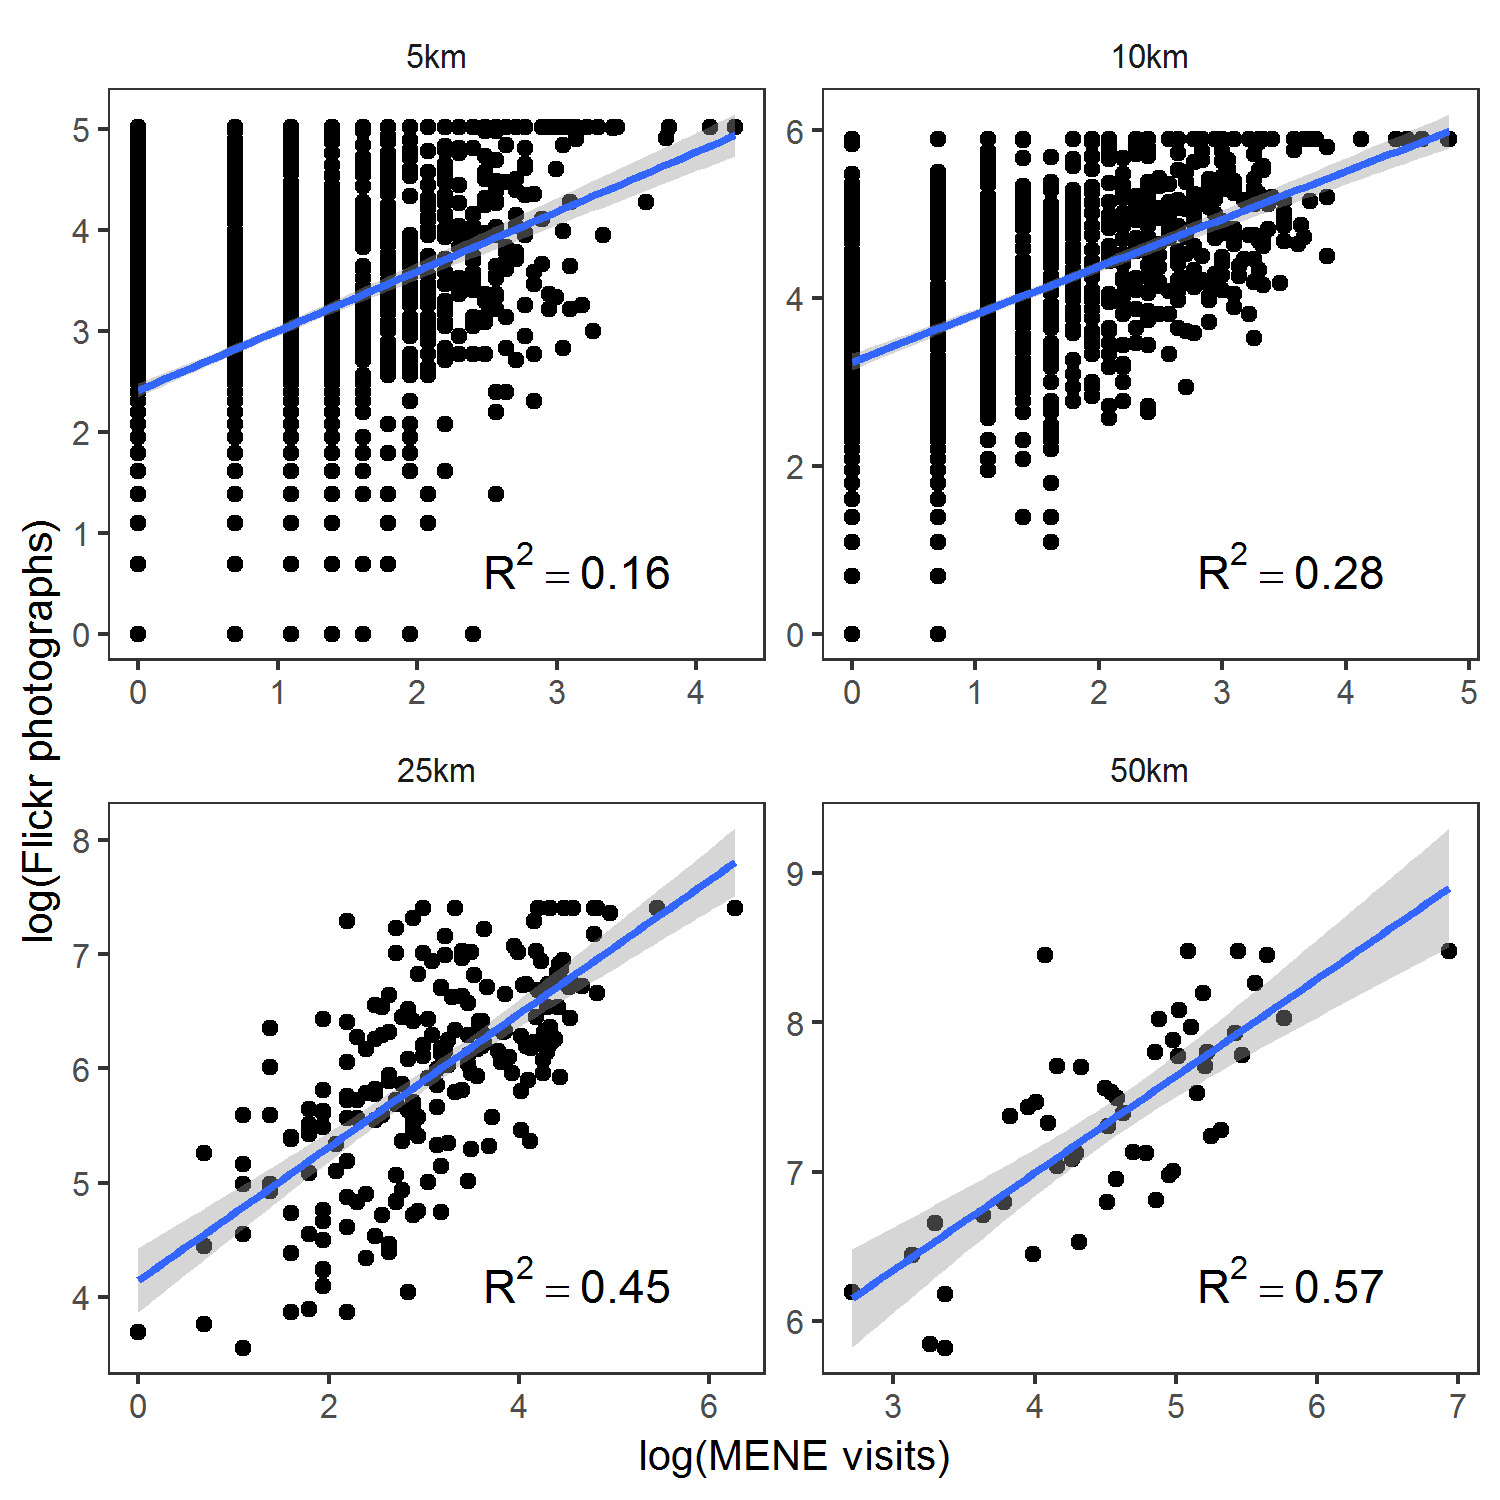 5km
10km
5
4
3
2
1
0
R² = 0.16
0 1 2 3 4
6
4
2
0
R² = 0.28
0 1 2 3 4 5
log(Flickr photographs)
25km
50km
8
7
6
5
4
R² = 0.45
0 2 4 6
9
8
7
6
R² = 0.57
3 4 5 6 7
log(MENE visits)